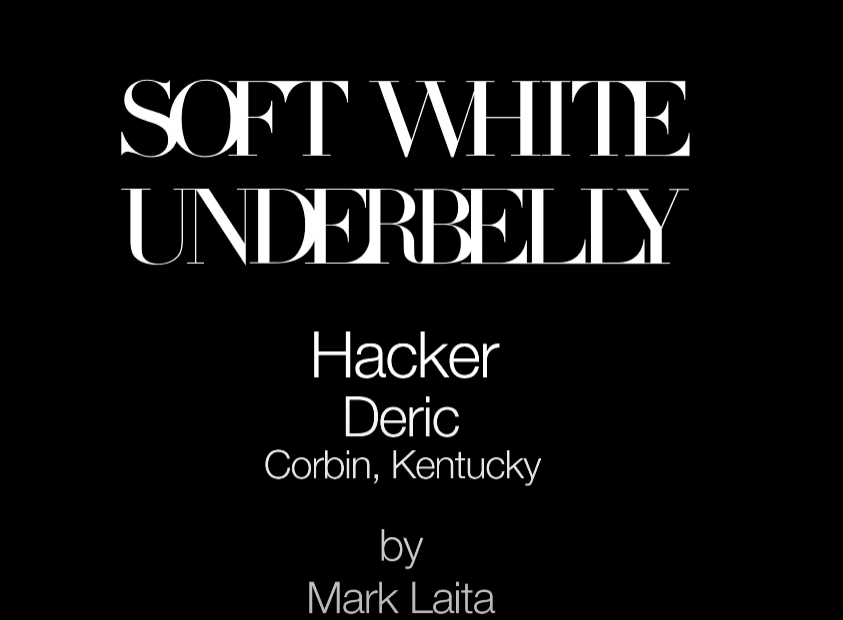 SOFT WHITE
UNDERBELLY
Hacker
Deric
Corbin, Kentucky
by
Mark Laita